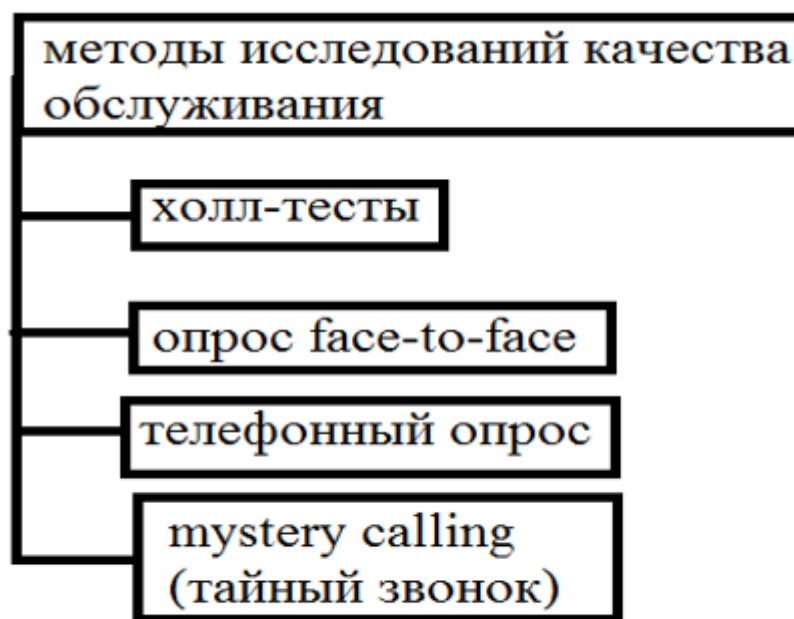 методы исследований качества
обслуживания
холл-тесты
опрос face-to-face
телефонный опрос
mystery calling
(тайный звонок)